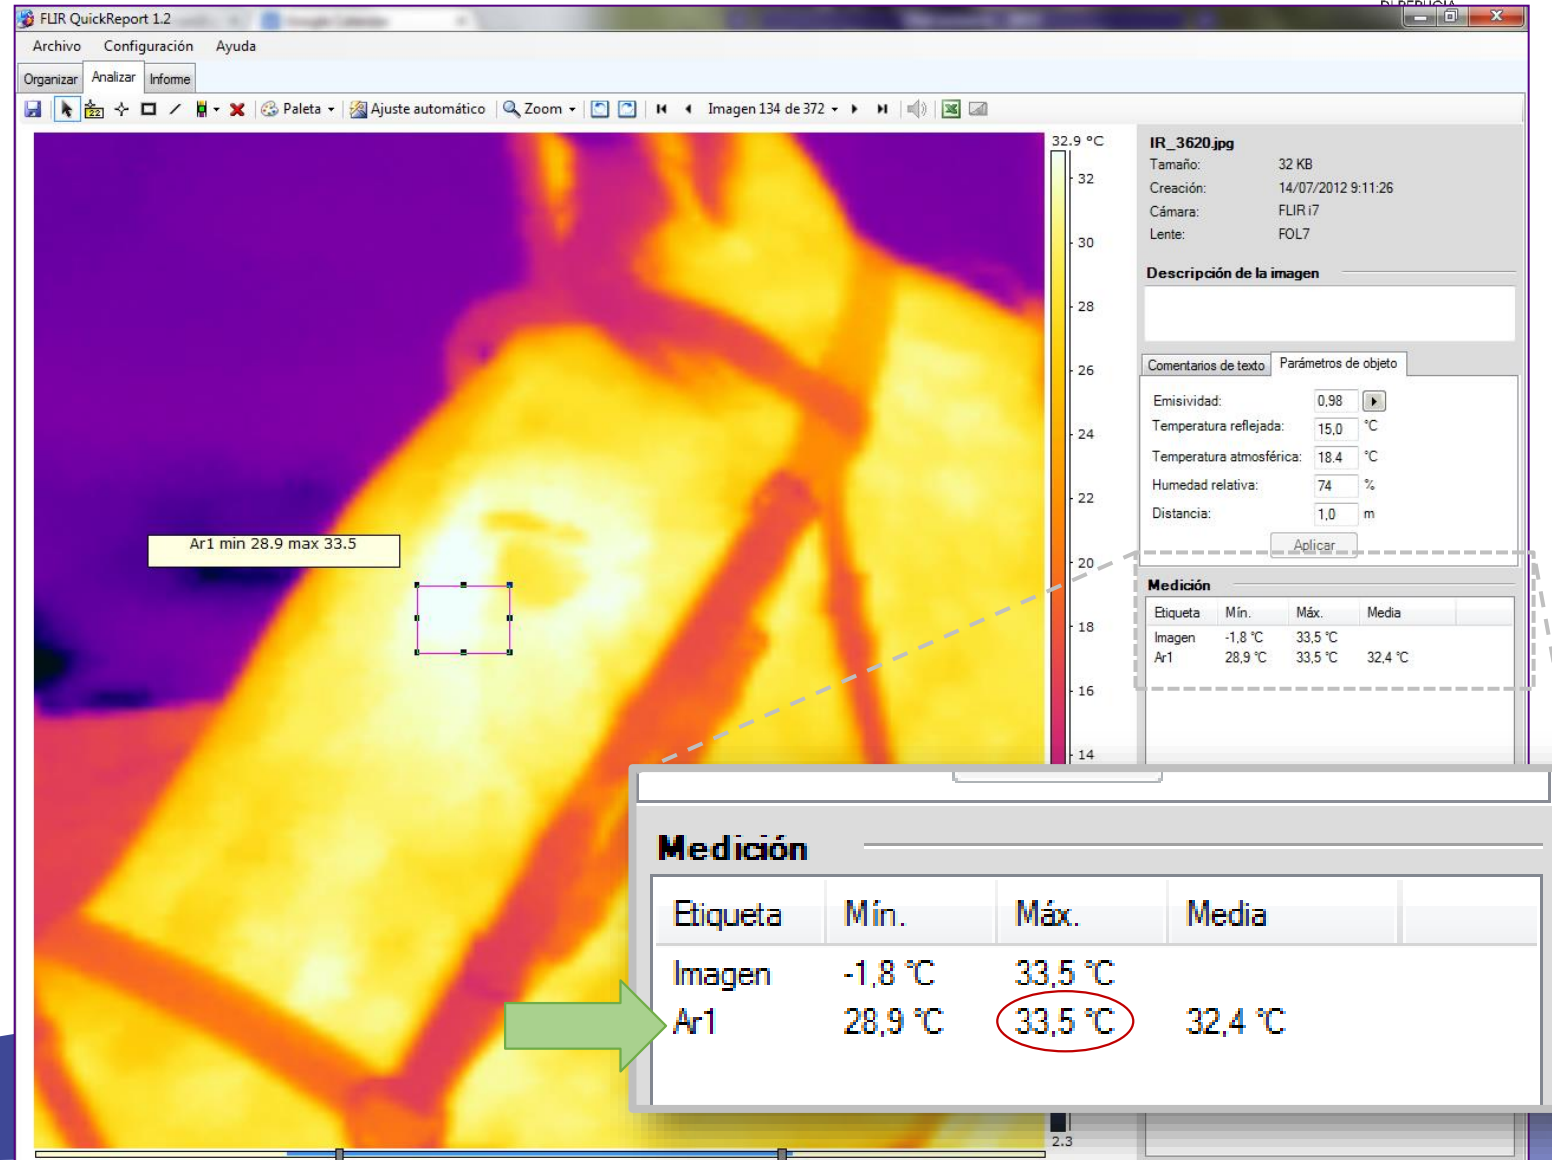 DI PERUGIA
FLIR QuickReport 1.2
Archivo Configuración Ayuda
Organizar Analizar Informe
Paleta Ajuste automático Zoom Imagen 134 de 372
32.9 °C
32
30
28
26
24
22
20
18
16
14
2.3
Ar1 min 28.9 max 33.5
IR_3620.jpg
Tamaño: 32 KB
Creación: 14/07/2012 9:11:26
Cámara: FLIR i7
Lente: FOL7
Descripción de la imagen
Comentarios de texto Parámetros de objeto
Emisividad: 0,98
Temperatura reflejada: 15,0 °C
Temperatura atmosférica: 18.4 °C
Humedad relativa: 74 %
Distancia: 1,0 m
Aplicar
Medición
Etiqueta Mín. Máx. Media
Imagen -1,8 °C 33,5 °C
Ar1 28,9 °C 33,5 °C 32,4 °C
Medición
Etiqueta Mín. Máx. Media
Imagen -1,8 °C 33,5 °C
Ar1 28,9 °C 33,5 °C 32,4 °C